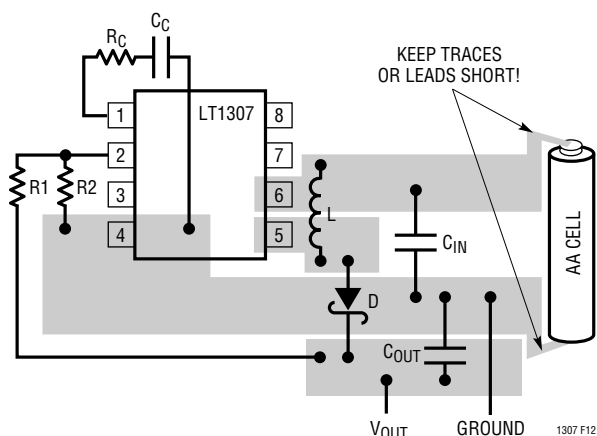 CC
RC
KEEP TRACES
OR LEADS SHORT!
LT1307
1
8
2
7
R1
R2
3
6
L
4
5
CIN
AA CELL
D
COUT
VOUT
GROUND
1307 F12